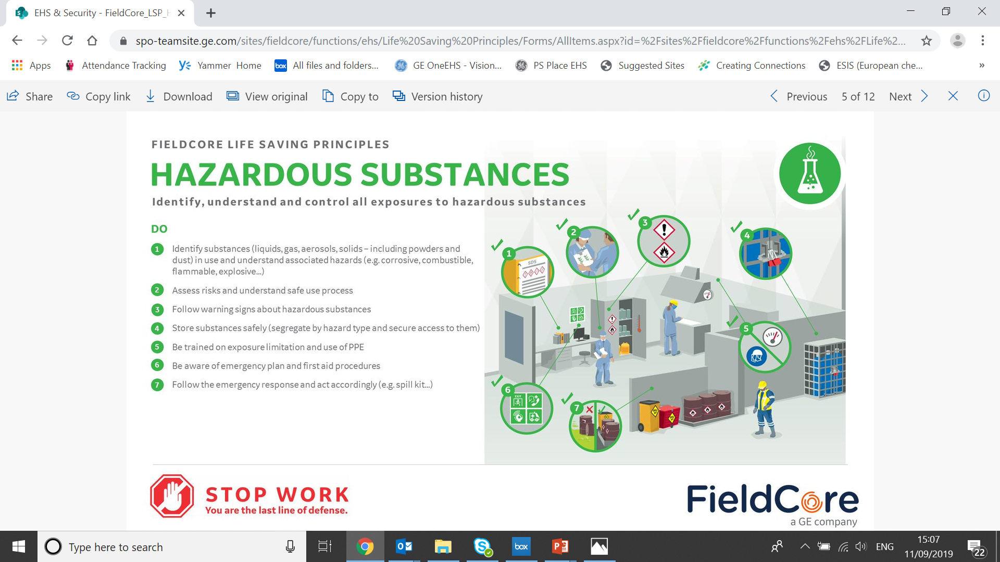 EHS & Security - FieldCore_LSP_H
spo-teamsite.ge.com/sites/fieldcore/functions/ehs/Life%20Saving%20Principles/Forms/AllItems.aspx?id=%2Fsites%2Ffieldcore%2Ffunctions%2Fehs%2FLife%2...
Apps Attendance Tracking Yammer Home box All files and folders... GE OneEHS - Vision... PS Place EHS Suggested Sites Creating Connections ESIS (European che... »
Share Copy link Download View original Copy to Version history Previous 5 of 12 Next
FIELDCORE LIFE SAVING PRINCIPLES
HAZARDOUS SUBSTANCES
Identify, understand and control all exposures to hazardous substances
DO
1 Identify substances (liquids, gas, aerosols, solids – including powders and
dust) in use and understand associated hazards (e.g. corrosive, combustible,
flammable, explosive...)
2 Assess risks and understand safe use process
3 Follow warning signs about hazardous substances
4 Store substances safely (segregate by hazard type and secure access to them)
5 Be trained on exposure limitation and use of PPE
6 Be aware of emergency plan and first aid procedures
7 Follow the emergency response and act accordingly (e.g. spill kit...)
1
SDS
2
3
4
5
6
EXIT
7
STOP WORK
You are the last line of defense.
FieldCore
a GE company
Type here to search
box
ENG
15:07
11/09/2019
22